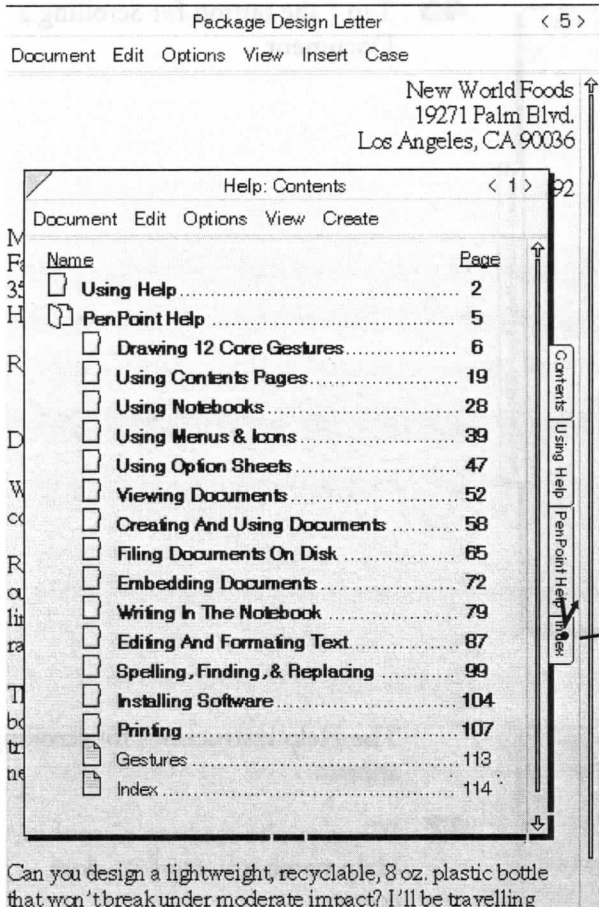 Package Design Letter < 5 >
Document Edit Options View Insert Case
New World Foods
19271 Palm Blvd.
Los Angeles, CA 90036
92
Help: Contents < 1 >
Document Edit Options View Create
Name Page
Using Help 2
PenPoint Help 5
Drawing 12 Core Gestures 6
Using Contents Pages 19
Using Notebooks 28
Using Menus & Icons 39
Using Option Sheets 47
Viewing Documents 52
Creating And Using Documents 58
Filing Documents On Disk 65
Embedding Documents 72
Writing In The Notebook 79
Editing And Formating Text 87
Spelling, Finding, & Replacing 99
Installing Software 104
Printing 107
Gestures 113
Index 114
Contents
Using Help
PenPoint Help
Index
Can you design a lightweight, recyclable, 8 oz. plastic bottle
that won't break under moderate impact? I'll be travelling